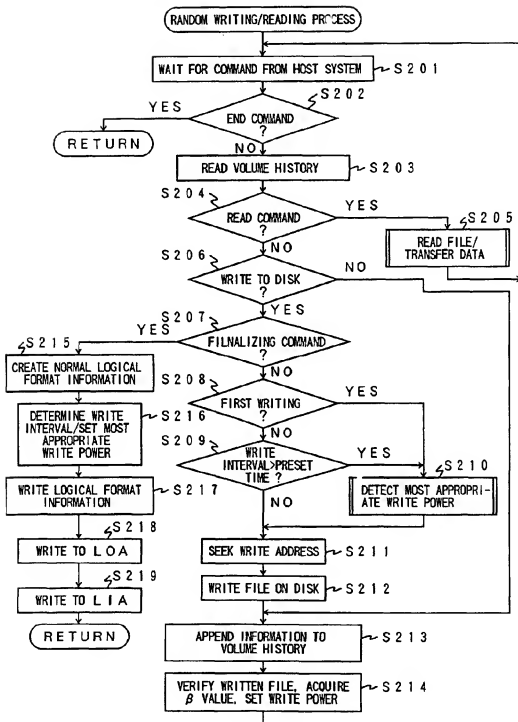 RANDOM WRITING/READING PROCESS
WAIT FOR COMMAND FROM HOST SYSTEM
S201
S202
YES
END COMMAND
?
RETURN
NO
READ VOLUME HISTORY
S203
S204
YES
READ COMMAND
?
S205
READ FILE/
TRANSFER DATA
NO
S206
NO
WRITE TO DISK
?
S207
YES
YES
S215
FILNALIZING COMMAND
?
CREATE NORMAL LOGICAL
FORMAT INFORMATION
S208
NO
YES
FIRST WRITING
?
S216
DETERMINE WRITE
INTERVAL/SET MOST
APPROPRIATE
WRITE POWER
S209
NO
WRITE
INTERVAL>PRESET
TIME ?
YES
S210
DETECT MOST APPROPRI-
ATE WRITE POWER
WRITE LOGICAL FORMAT
INFORMATION
S217
NO
S218
WRITE TO LOA
SEEK WRITE ADDRESS
S211
S219
WRITE TO LIA
WRITE FILE ON DISK
S212
RETURN
APPEND INFORMATION TO
VOLUME HISTORY
S213
VERIFY WRITTEN FILE, ACQUIRE
β VALUE, SET WRITE POWER
S214